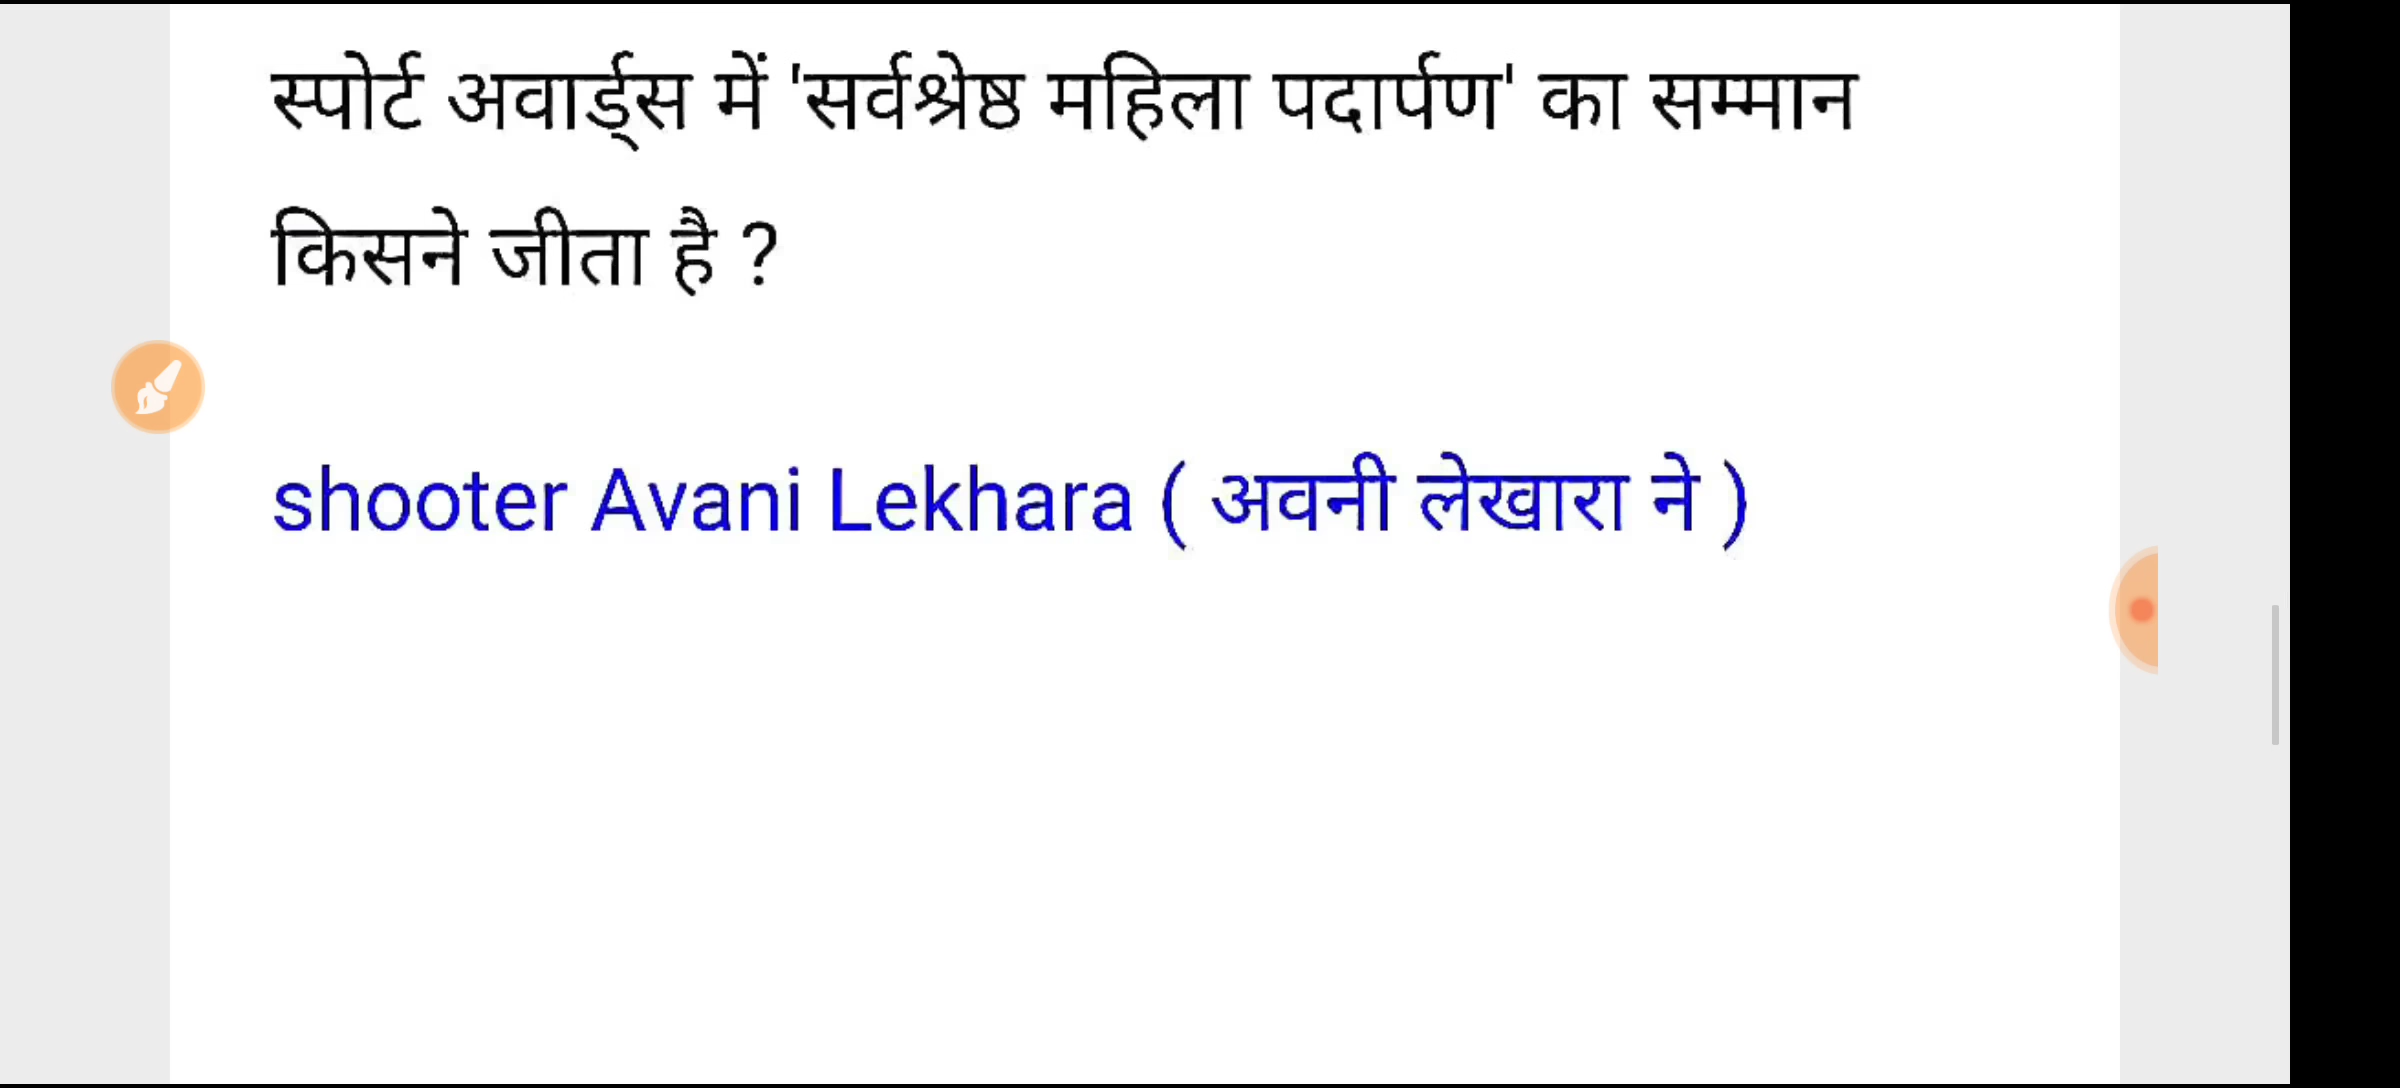 स्पोर्ट अवार्ड्स में 'सर्वश्रेष्ठ महिला पदार्पण' का सम्मान
किसने जीता है ?
shooter Avani Lekhara ( अवनी लेखारा ने )